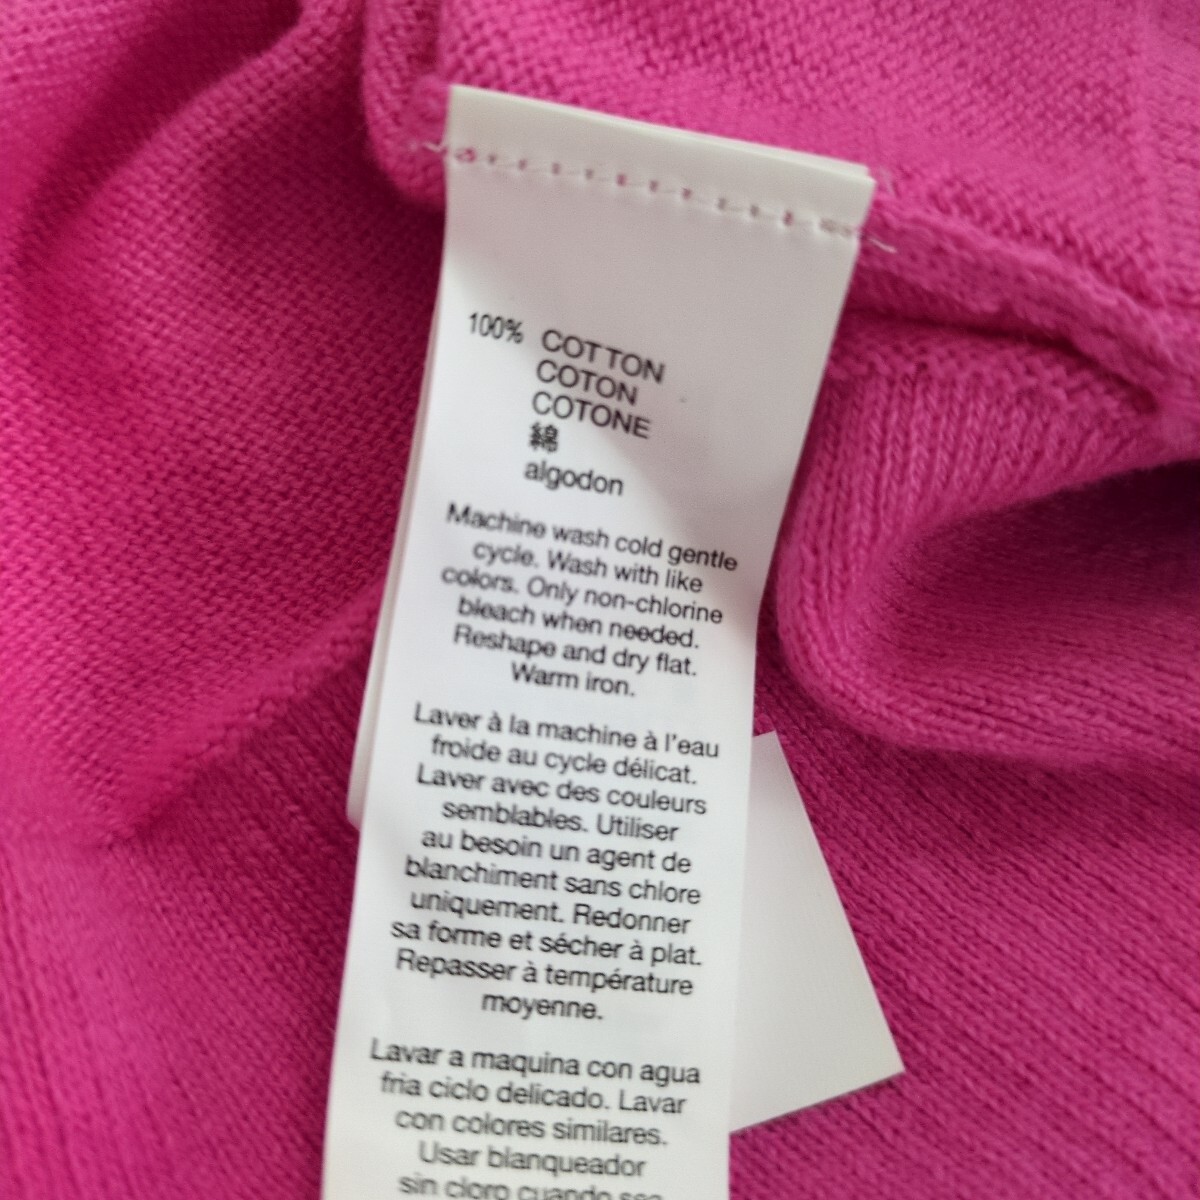 100% COTTON
COTON
COTONE
綿
algodon
Machine wash cold gentle
cycle. Wash with like
colors. Only non-chlorine
bleach when needed.
Reshape and dry flat.
Warm iron.
Laver à la machine à l'eau
froide au cycle délicat.
Laver avec des couleurs
semblables. Utiliser
au besoin un agent de
blanchiment sans chlore
uniquement. Redonner
sa forme et sécher à plat.
Repasser à température
moyenne.
Lavar a maquina con agua
fria ciclo delicado. Lavar
con colores similares.
Usar blanqueador
sin cloro cuando sea